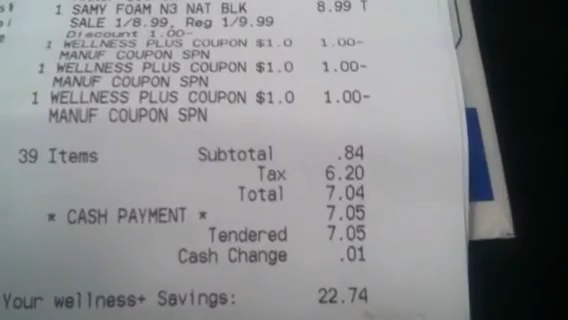 1 SAMY FOAM N3 NAT BLK 8.99 T
SALE 1/8.99, Reg 1/9.99
Discount 1.00-
1 WELLNESS PLUS COUPON $1.0 1.00-
MANUF COUPON SPN
1 WELLNESS PLUS COUPON $1.0 1.00-
MANUF COUPON SPN
1 WELLNESS PLUS COUPON $1.0 1.00-
MANUF COUPON SPN
39 Items Subtotal .84
Tax 6.20
Total 7.04
* CASH PAYMENT * 7.05
Tendered 7.05
Cash Change .01
Your wellness+ Savings: 22.74